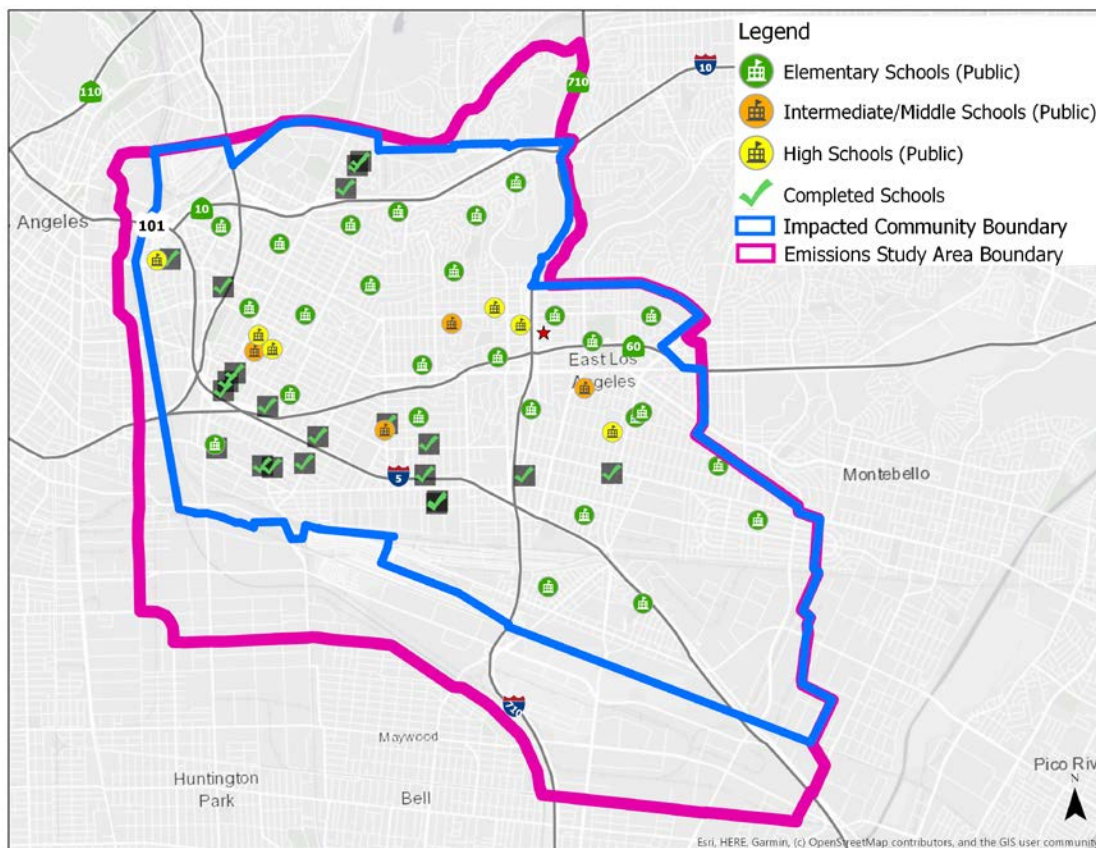 Legend
Elementary Schools (Public)
Intermediate/Middle Schools (Public)
High Schools (Public)
Completed Schools
Impacted Community Boundary
Emissions Study Area Boundary
10
710
110
10
Angeles
101
60
East Los
Angeles
5
Montebello
710
Maywood
Huntington
Park
Bell
Pico Riv
N
Esri, HERE, Garmin, (c) OpenStreetMap contributors, and the GIS user community